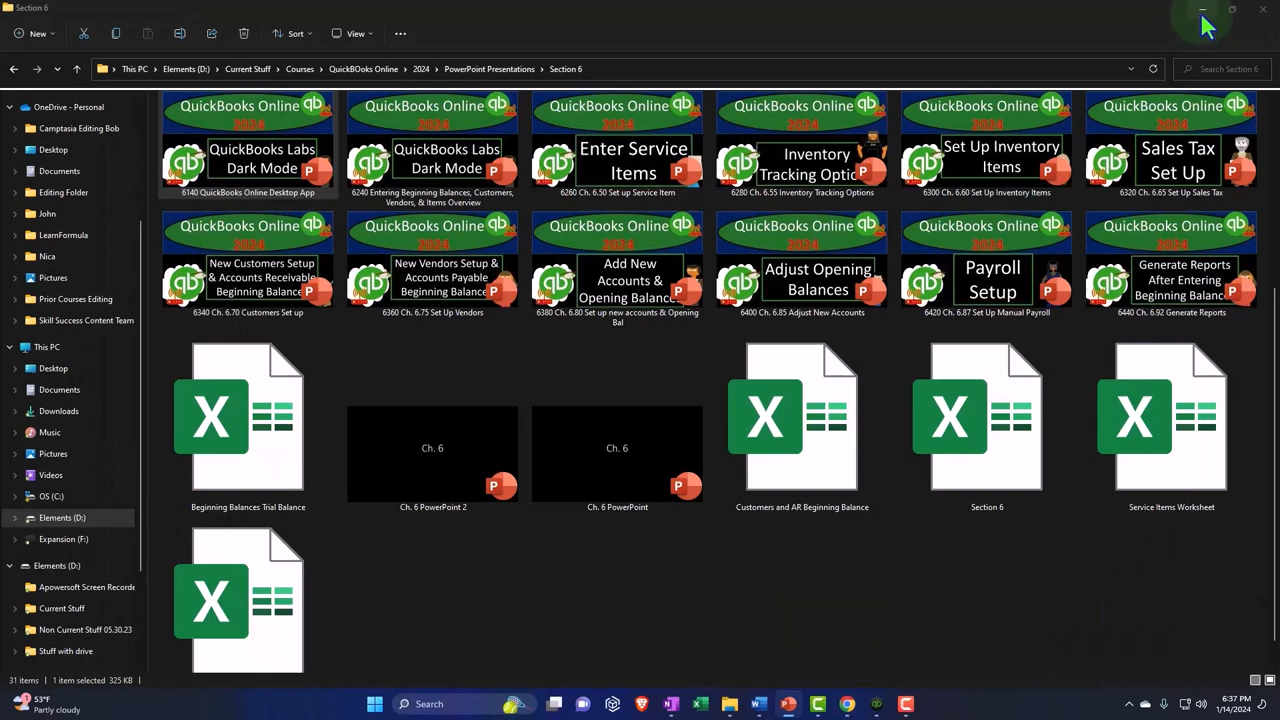 Section 6
New
Sort
View
This PC
Elements (D:)
Current Stuff
Courses
QuickBOoks Online
2024
PowerPoint Presentations
Section 6
Search Section 6
OneDrive - Personal
Camptasia Editing Bob
Desktop
Documents
Editing Folder
John
LearnFormula
Nica
Pictures
Prior Courses Editing
Skill Success Content Team
This PC
Desktop
Documents
Downloads
Music
Pictures
Videos
OS (C:)
Elements (D:)
Expansion (F:)
Elements (D:)
Apowersoft Screen Recorde
Current Stuff
Non Current Stuff 05.30.23
Stuff with drive
QuickBooks Online
2024
QuickBooks Labs
Dark Mode
6140 QuickBooks Online Desktop App
QuickBooks Online
2024
QuickBooks Labs
Dark Mode
6240 Entering Beginning Balances, Customers,
Vendors, & Items Overview
QuickBooks Online
2024
Enter Service
Items
6260 Ch. 6.50 set up Service Item
QuickBooks Online
2024
Inventory
Tracking Optio
6280 Ch. 6.55 Inventory Tracking Options
QuickBooks Online
2024
Set Up Inventory
Items
6300 Ch. 6.60 Set Up Inventory Items
QuickBooks Online
2024
Sales Tax
Set Up
6320 Ch. 6.65 Set Up Sales Tax
QuickBooks Online
2024
New Customers Setup
& Accounts Receivable
Beginning Balance
6340 Ch. 6.70 Customers Set up
QuickBooks Online
2024
New Vendors Setup &
Accounts Payable
Beginning Balance
6360 Ch. 6.75 Set Up Vendors
QuickBooks Online
2024
Add New
Accounts &
Opening Balance
6380 Ch. 6.80 Set up new accounts & Opening
Bal
QuickBooks Online
2024
Adjust Opening
Balances
6400 Ch. 6.85 Adjust New Accounts
QuickBooks Online
2024
Payroll
Setup
6420 Ch. 6.87 Set Up Manual Payroll
QuickBooks Online
2024
Generate Reports
After Entering
Beginning Balanc
6440 Ch. 6.92 Generate Reports
Beginning Balances Trial Balance
Ch. 6
Ch. 6 PowerPoint 2
Ch. 6
Ch. 6 PowerPoint
Customers and AR Beginning Balance
Section 6
Service Items Worksheet
31 items
1 item selected 325 KB
53°F
Partly cloudy
Search
6:37 PM
1/14/2024